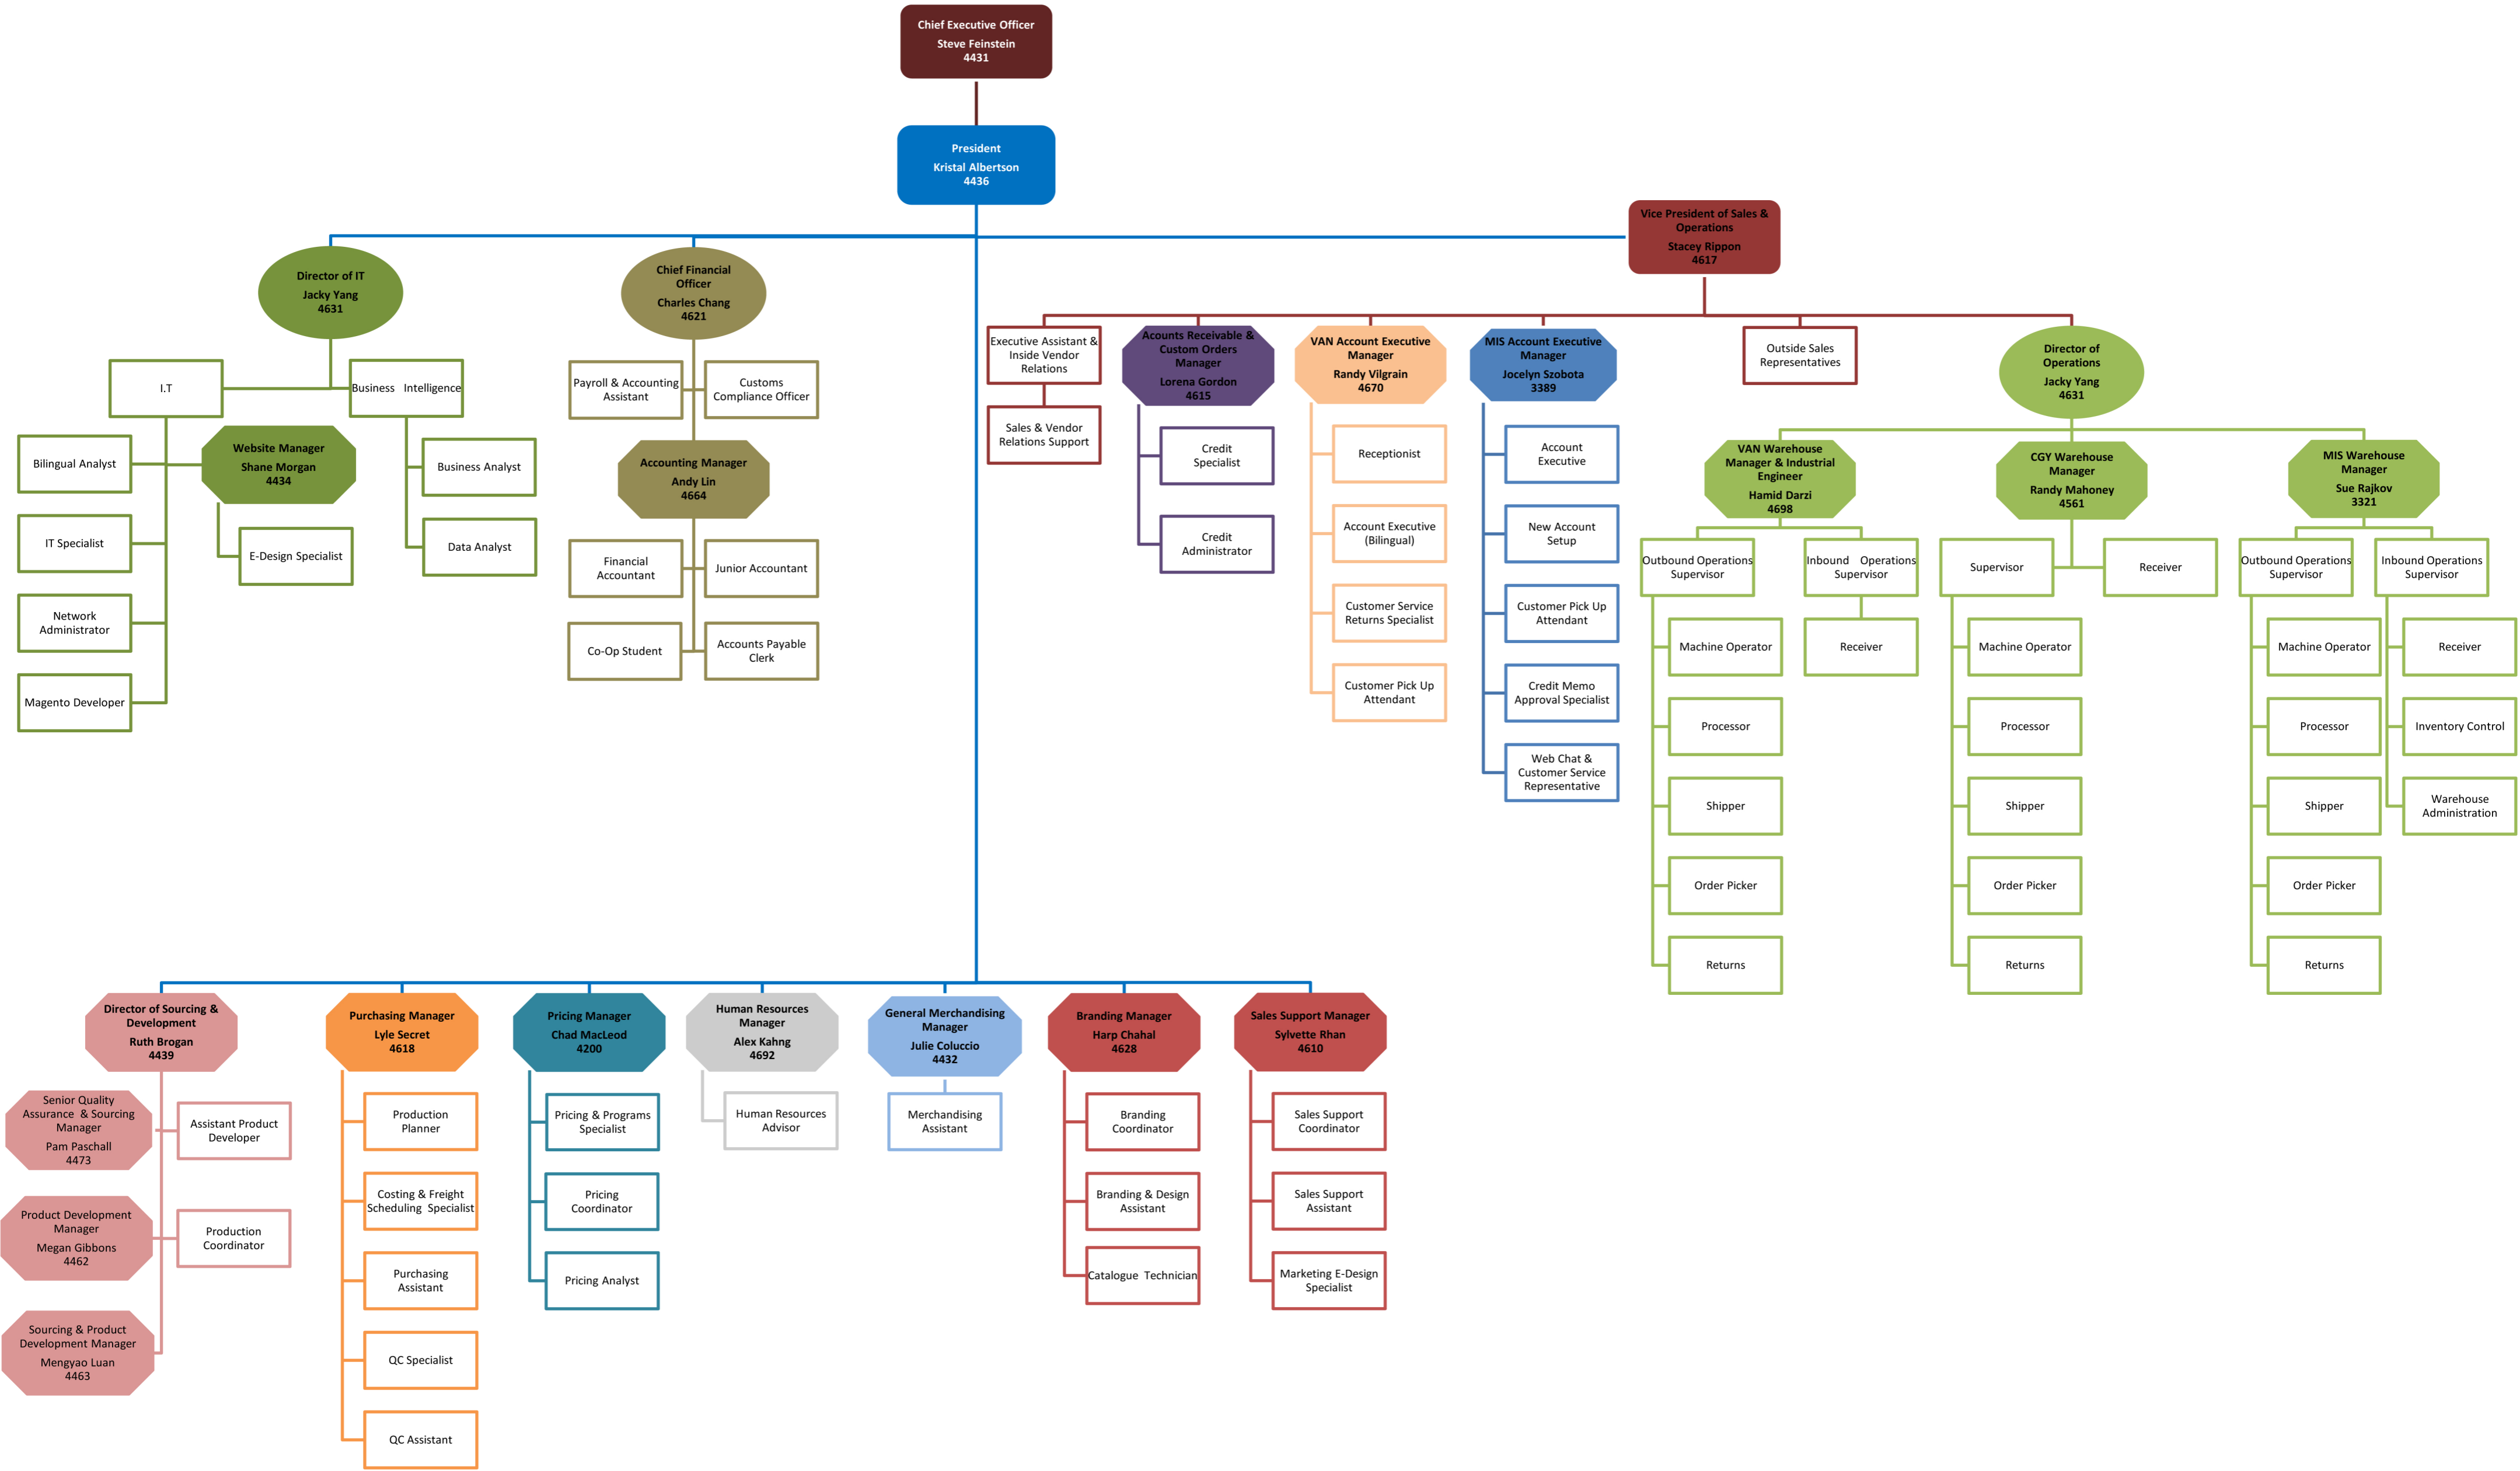 Chief Executive Officer
Steve Feinstein
4431
President
Kristal Albertson
4436
Vice President of Sales &
Operations
Stacey Rippon
4617
Director of IT
Jacky Yang
4631
Chief Financial
Officer
Charles Chang
4621
I.T
Business Intelligence
Bilingual Analyst
Website Manager
Shane Morgan
4434
Business Analyst
IT Specialist
E-Design Specialist
Data Analyst
Network
Administrator
Magento Developer
Payroll & Accounting
Assistant
Customs
Compliance Officer
Accounting Manager
Andy Lin
4664
Financial
Accountant
Junior Accountant
Co-Op Student
Accounts Payable
Clerk
Executive Assistant &
Inside Vendor
Relations
Sales & Vendor
Relations Support
Acounts Receivable &
Custom Orders
Manager
Lorena Gordon
4615
Credit
Specialist
Credit
Administrator
VAN Account Executive
Manager
Randy Vilgrain
4670
Receptionist
Account Executive
(Bilingual)
Customer Service
Returns Specialist
Customer Pick Up
Attendant
MIS Account Executive
Manager
Jocelyn Szobota
3389
Account
Executive
New Account
Setup
Customer Pick Up
Attendant
Credit Memo
Approval Specialist
Web Chat &
Customer Service
Representative
Outside Sales
Representatives
Director of
Operations
Jacky Yang
4631
VAN Warehouse
Manager & Industrial
Engineer
Hamid Darzi
4698
Outbound Operations
Supervisor
Machine Operator
Processor
Shipper
Order Picker
Returns
Inbound Operations
Supervisor
Receiver
CGY Warehouse
Manager
Randy Mahoney
4561
Supervisor
Receiver
Machine Operator
Processor
Shipper
Order Picker
Returns
MIS Warehouse
Manager
Sue Rajkov
3321
Outbound Operations
Supervisor
Machine Operator
Processor
Shipper
Order Picker
Returns
Inbound Operations
Supervisor
Receiver
Inventory Control
Warehouse
Administration
Director of Sourcing &
Development
Ruth Brogan
4439
Senior Quality
Assurance & Sourcing
Manager
Pam Paschall
4473
Assistant Product
Developer
Product Development
Manager
Megan Gibbons
4462
Production
Coordinator
Sourcing & Product
Development Manager
Mengyao Luan
4463
Purchasing Manager
Lyle Secret
4618
Production
Planner
Costing & Freight
Scheduling Specialist
Purchasing
Assistant
QC Specialist
QC Assistant
Pricing Manager
Chad MacLeod
4200
Pricing & Programs
Specialist
Pricing
Coordinator
Pricing Analyst
Human Resources
Manager
Alex Kahng
4692
Human Resources
Advisor
General Merchandising
Manager
Julie Coluccio
4432
Merchandising
Assistant
Branding Manager
Harp Chahal
4628
Branding
Coordinator
Branding & Design
Assistant
Catalogue Technician
Sales Support Manager
Sylvette Rhan
4610
Sales Support
Coordinator
Sales Support
Assistant
Marketing E-Design
Specialist